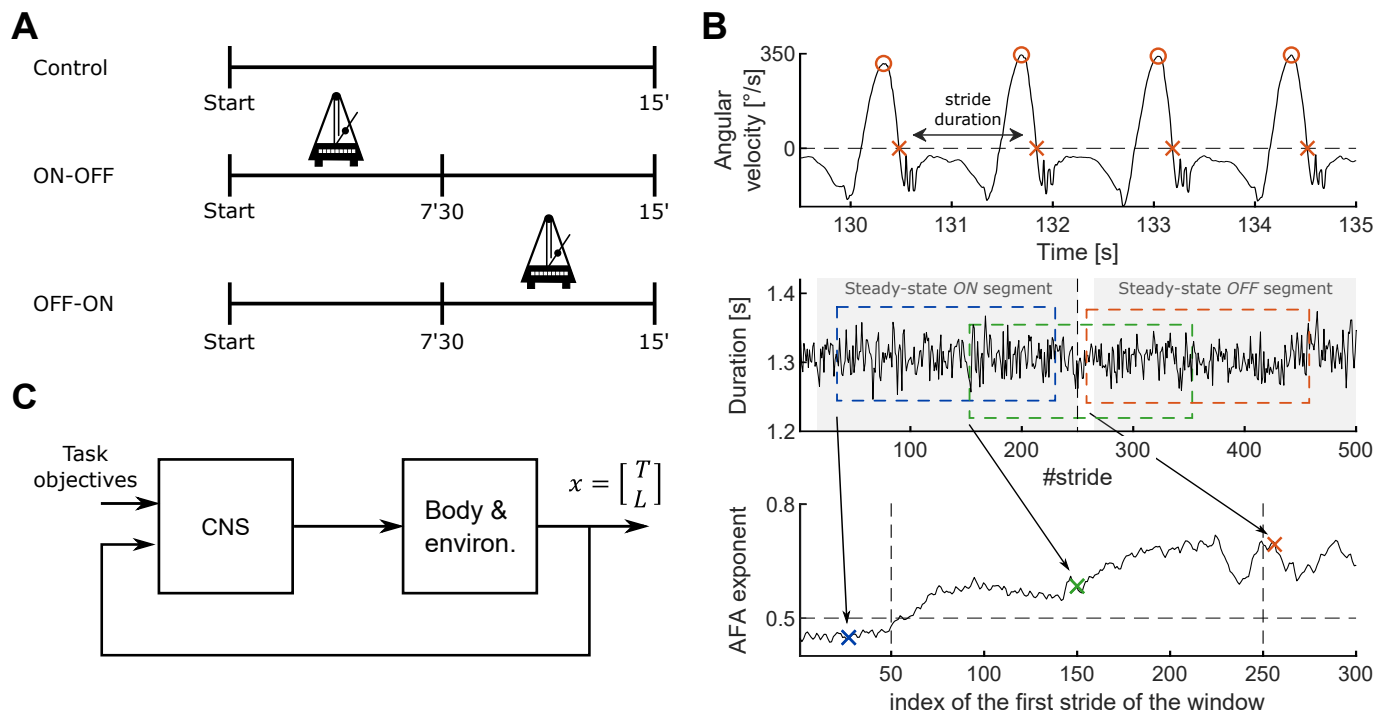 A
Control
Start
15'
ON-OFF
Start
7'30
15'
OFF-ON
Start
7'30
15'
B
350
0
Angular
velocity [°/s]
stride
duration
130
131
132
133
134
135
Time [s]
Steady-state ON segment
Steady-state OFF segment
1.4
1.3
1.2
Duration [s]
100
200
300
400
500
#stride
0.8
0.5
AFA exponent
50
100
150
200
250
300
index of the first stride of the window
C
Task
objectives
CNS
Body &
environ.
x = [T
L]